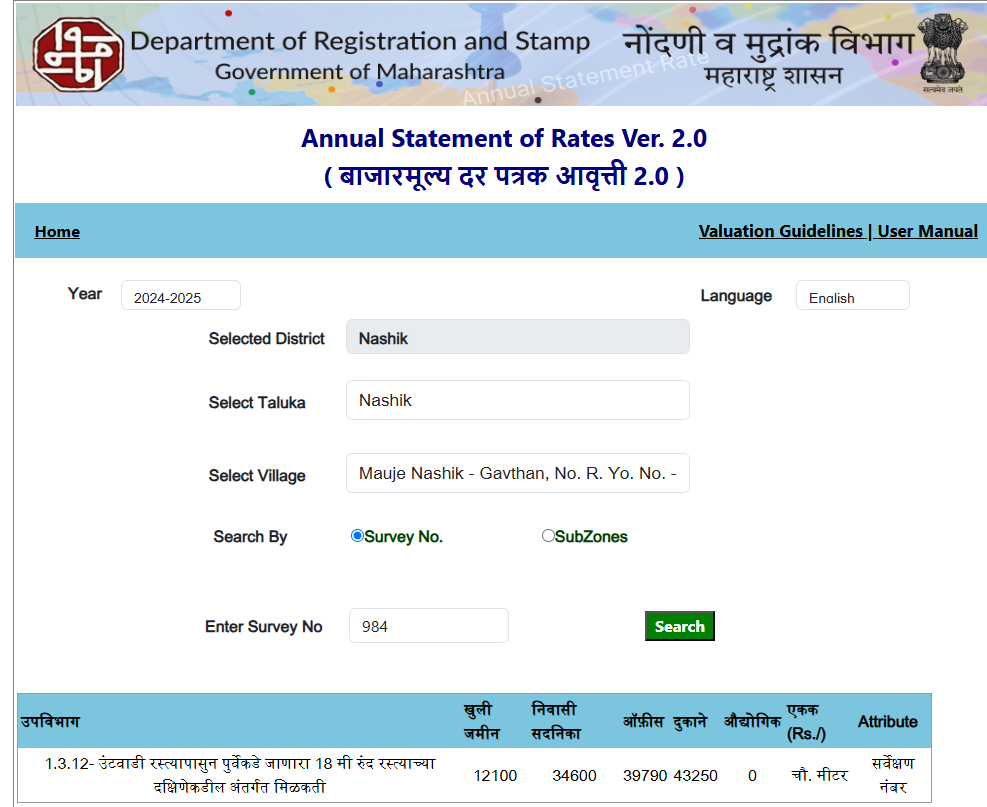 Department of Registration and Stamp
Government of Maharashtra
नोंदणी व मुद्रांक विभाग
महाराष्ट्र शासन
सत्यमेव जयते
Annual Statement Rate
Annual Statement of Rates Ver. 2.0
( बाजारमूल्य दर पत्रक आवृत्ती 2.0 )
Home
Valuation Guidelines | User Manual
Year
2024-2025
Language
English
Selected District
Nashik
Select Taluka
Nashik
Select Village
Mauje Nashik - Gavthan, No. R. Yo. No. -
Search By
Survey No.
SubZones
Enter Survey No
984
Search
उपविभाग
खुली जमीन
निवासी सदनिका
ऑफ़ीस
दुकाने
औद्योगिक
एकक (Rs./)
Attribute
1.3.12- उंटवाडी रस्त्यापासुन पुर्वेकडे जाणारा 18 मी रुंद रस्त्याच्या
दक्षिणेकडील अंतर्गत मिळकती
12100
34600
39790
43250
0
चौ. मीटर
सर्वेक्षण नंबर